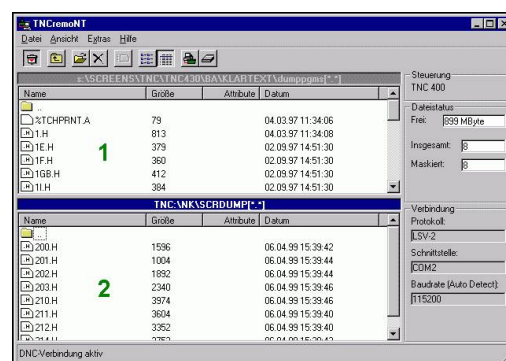 TNCremoNT
Datei Ansicht Extras Hilfe
s:\SCREENS\TNC\TNC430\BA\KLARTEXT\dumppgms[*.*]
Name Größe Attribute Datum
..
%TCHPRNT.A 79 04.03.97 11:34:06
1.H 813 04.03.97 11:34:08
1E.H 379 02.09.97 14:51:30
1F.H 360 02.09.97 14:51:30
1GB.H 412 02.09.97 14:51:30
1I.H 384 02.09.97 14:51:30
1
TNC:\NK\SCRDUMP[*.*]
Name Größe Attribute Datum
..
200.H 1596 06.04.99 15:39:42
201.H 1004 06.04.99 15:39:44
202.H 1892 06.04.99 15:39:44
203.H 2340 06.04.99 15:39:46
210.H 3974 06.04.99 15:39:46
211.H 3604 06.04.99 15:39:40
212.H 3352 06.04.99 15:39:40
2
Steuerung
TNC 400
Dateistatus
Frei: 899 MByte
Insgesamt: 8
Maskiert: 8
Verbindung
Protokoll:
LSV-2
Schnittstelle:
COM2
Baudrate (Auto Detect):
115200
DNC-Verbindung aktiv